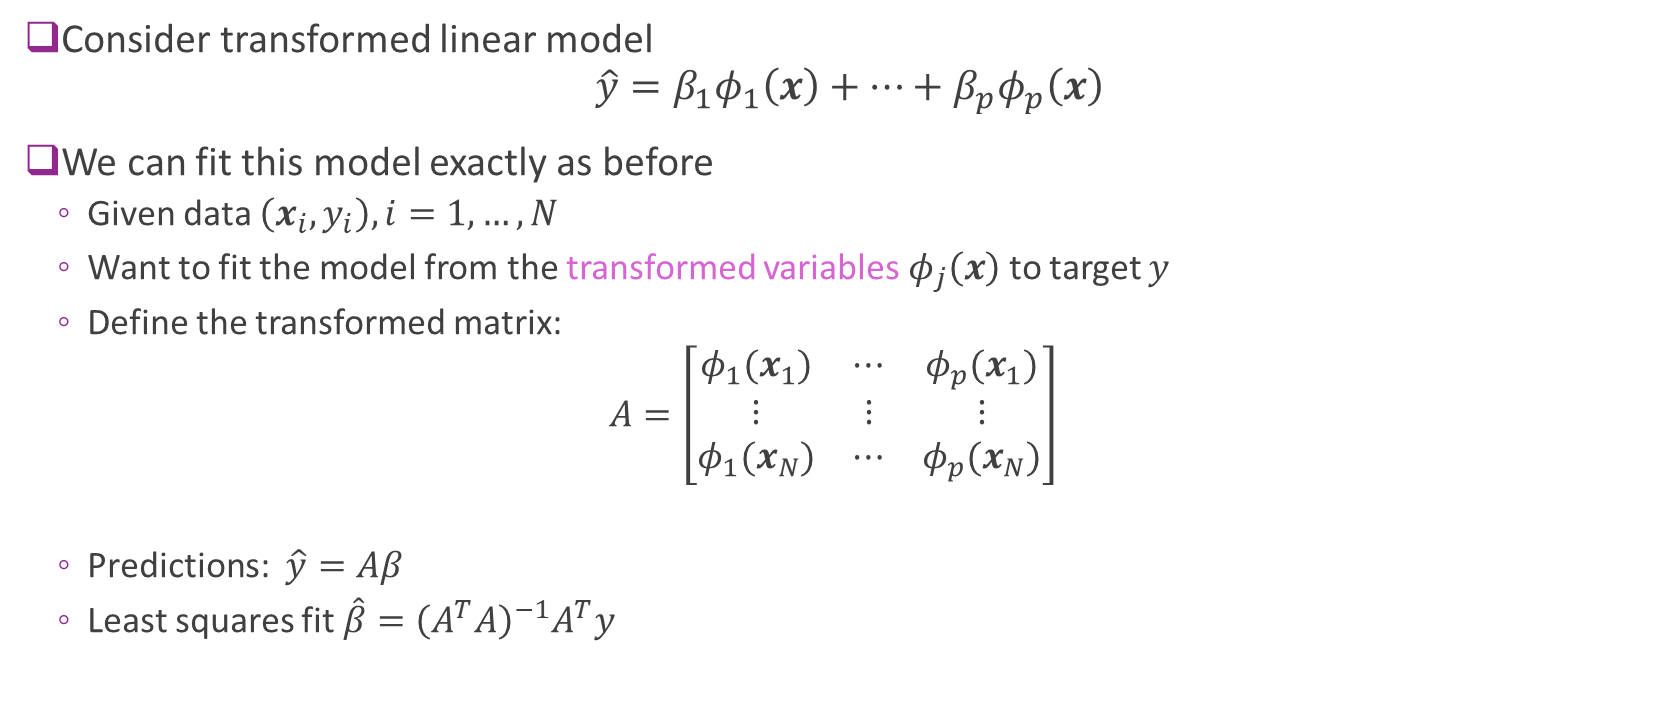 ❑Consider transformed linear model
ŷ = β₁ϕ₁(𝒙) + ⋯ + βₚϕₚ(𝒙)
❑We can fit this model exactly as before
◦ Given data (𝒙ᵢ, yᵢ), i = 1, … , N
◦ Want to fit the model from the transformed variables ϕⱼ(𝒙) to target y
◦ Define the transformed matrix:
A = [ϕ₁(𝒙₁) ⋯ ϕₚ(𝒙₁)
⋮ ⋮ ⋮
ϕ₁(𝒙_N) ⋯ ϕₚ(𝒙_N)]
◦ Predictions: ŷ = Aβ
◦ Least squares fit β̂ = (AᵀA)⁻¹Aᵀy